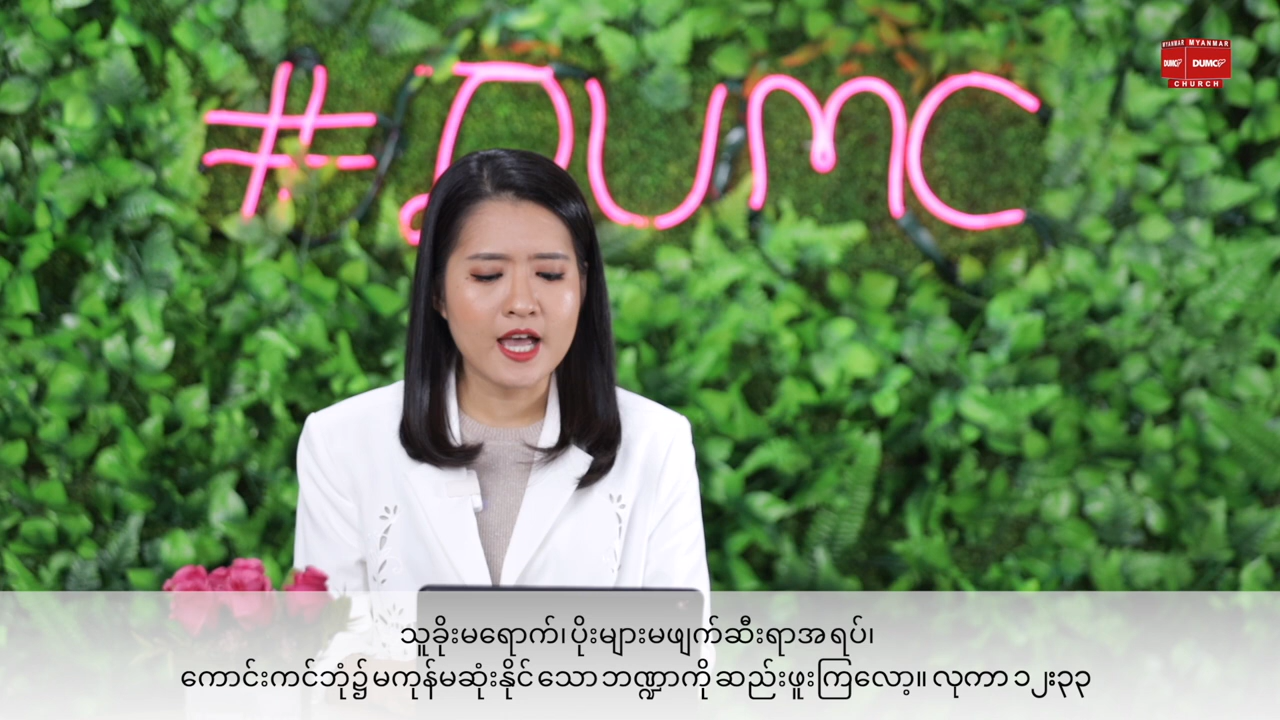 #DUMC
MYANMAR MYANMAR
DUMC DUMC
CHURCH
သူခိုးမရောက်၊ ပိုးများမဖျက်ဆီးရာအရပ်၊
ကောင်းကင်ဘုံ၌ မကုန်မဆုံးနိုင်သော ဘဏ္ဍာကို ဆည်းဖူးကြလော့။ လုကာ ၁၂း၃၃